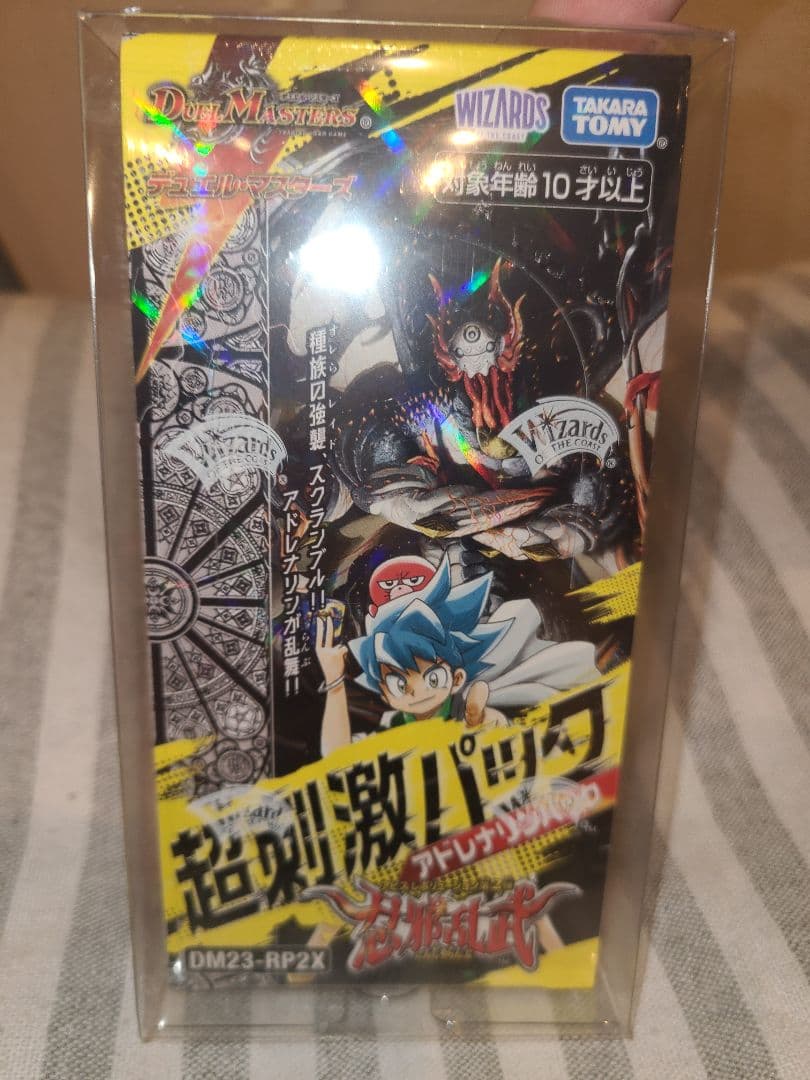 DUEL MASTERS
TRADING CARD GAME
デュエル・マスターズ
WIZARDS
OF THE COAST
TAKARA
TOMY
対象年齢10才以上
種族の強襲、スクランブル!!
アドレナリンが乱舞!!
Wizards
OF THE COAST
Wizards
OF THE COAST
超刺激パック
アドレナリンパック
忍邪乱武
DM23-RP2X